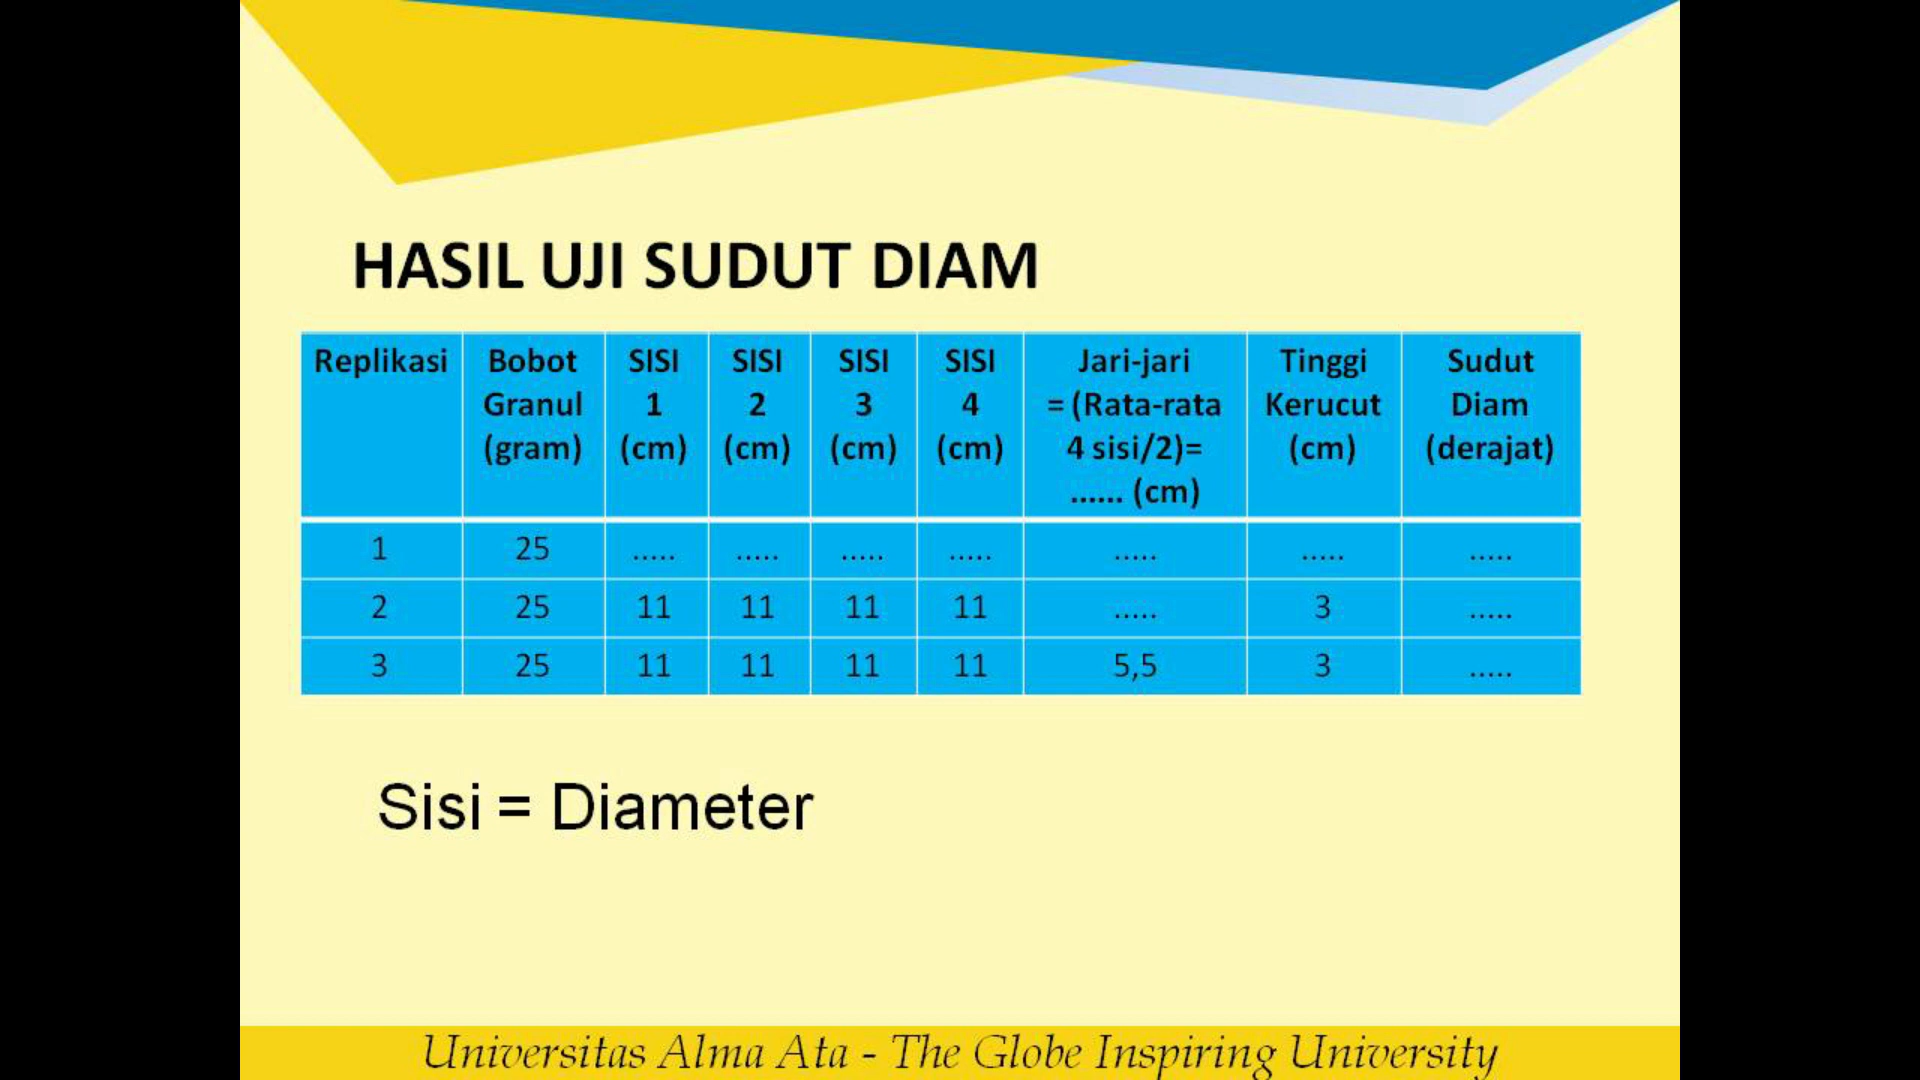 HASIL UJI SUDUT DIAM
Replikasi Bobot Granul (gram) SISI 1 (cm) SISI 2 (cm) SISI 3 (cm) SISI 4 (cm) Jari-jari = (Rata-rata 4 sisi/2)= ...... (cm) Tinggi Kerucut (cm) Sudut Diam (derajat)
1 25 ..... ..... ..... ..... ..... ..... .....
2 25 11 11 11 11 ..... 3 .....
3 25 11 11 11 11 5,5 3 .....
Sisi = Diameter
Universitas Alma Ata - The Globe Inspiring University